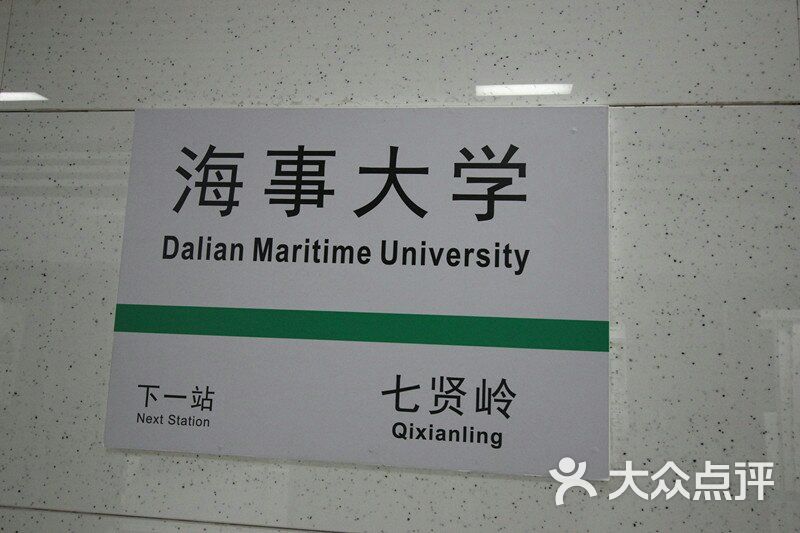 海事大学
Dalian Maritime University
下一站
Next Station
七贤岭
Qixianling
大众点评